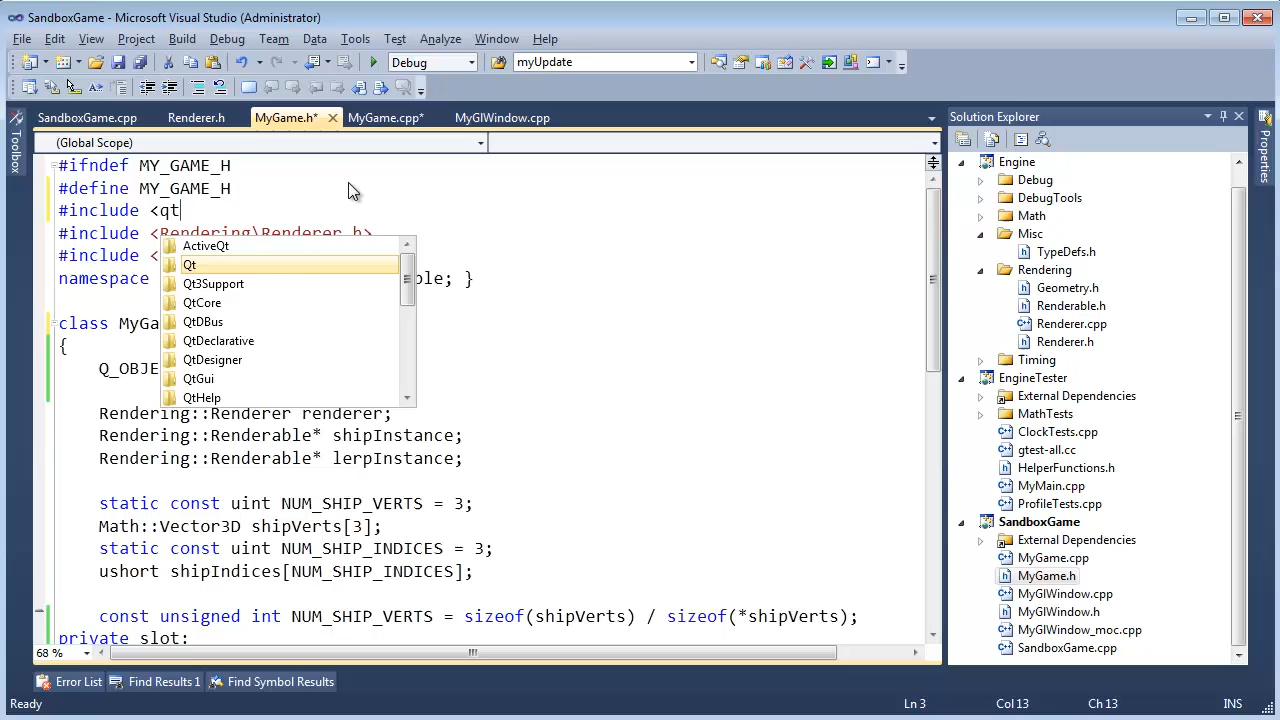 SandboxGame - Microsoft Visual Studio (Administrator)
File Edit View Project Build Debug Team Data Tools Test Analyze Window Help
Debug myUpdate
SandboxGame.cpp Renderer.h MyGame.h* MyGame.cpp* MyGlWindow.cpp
(Global Scope)
Toolbox
#ifndef MY_GAME_H
#define MY_GAME_H
#include <qt
#include <Rendering\Renderer.h>
#include <
namespace ble; }
class MyGa
{
Q_OBJE
ActiveQt
Qt
Qt3Support
QtCore
QtDBus
QtDeclarative
QtDesigner
QtGui
QtHelp
Rendering::Renderer renderer;
Rendering::Renderable* shipInstance;
Rendering::Renderable* lerpInstance;
static const uint NUM_SHIP_VERTS = 3;
Math::Vector3D shipVerts[3];
static const uint NUM_SHIP_INDICES = 3;
ushort shipIndices[NUM_SHIP_INDICES];
const unsigned int NUM_SHIP_VERTS = sizeof(shipVerts) / sizeof(*shipVerts);
private slot:
68 %
Solution Explorer
Engine
Debug
DebugTools
Math
Misc
TypeDefs.h
Rendering
Geometry.h
Renderable.h
Renderer.cpp
Renderer.h
Timing
EngineTester
External Dependencies
MathTests
ClockTests.cpp
gtest-all.cc
HelperFunctions.h
MyMain.cpp
ProfileTests.cpp
SandboxGame
External Dependencies
MyGame.cpp
MyGame.h
MyGlWindow.cpp
MyGlWindow.h
MyGlWindow_moc.cpp
SandboxGame.cpp
Properties
Error List Find Results 1 Find Symbol Results
Ready Ln 3 Col 13 Ch 13 INS